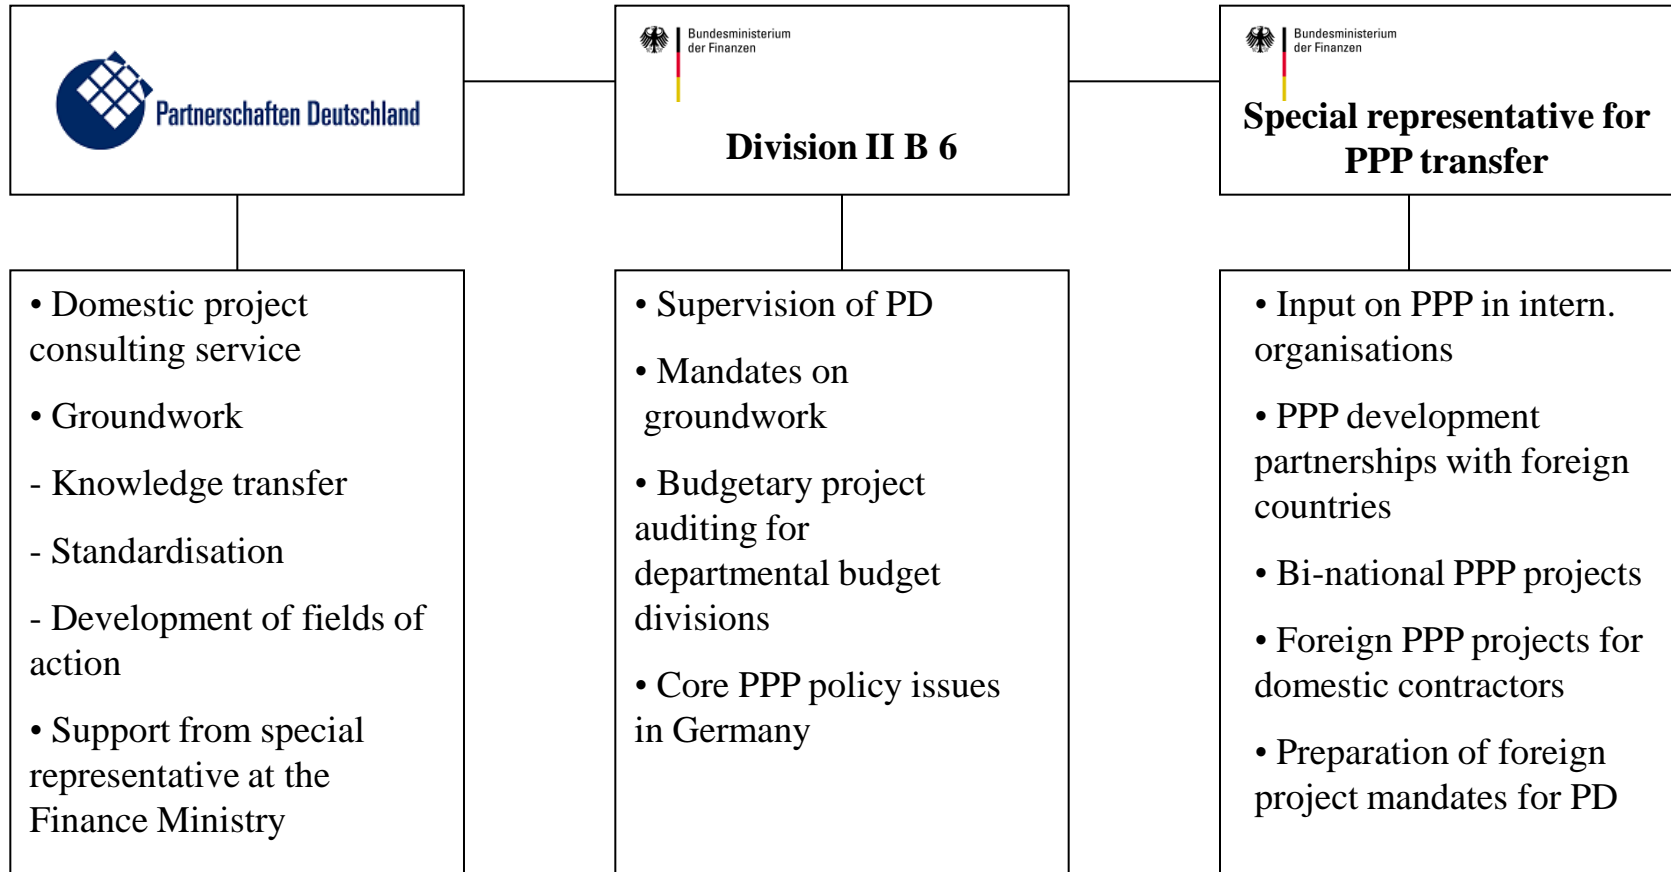 Partnerschaften Deutschland
Bundesministerium
der Finanzen
Division II B 6
Bundesministerium
der Finanzen
Special representative for
PPP transfer
• Domestic project
consulting service
• Groundwork
- Knowledge transfer
- Standardisation
- Development of fields of
action
• Support from special
representative at the
Finance Ministry
• Supervision of PD
• Mandates on
groundwork
• Budgetary project
auditing for
departmental budget
divisions
• Core PPP policy issues
in Germany
• Input on PPP in intern.
organisations
• PPP development
partnerships with foreign
countries
• Bi-national PPP projects
• Foreign PPP projects for
domestic contractors
• Preparation of foreign
project mandates for PD